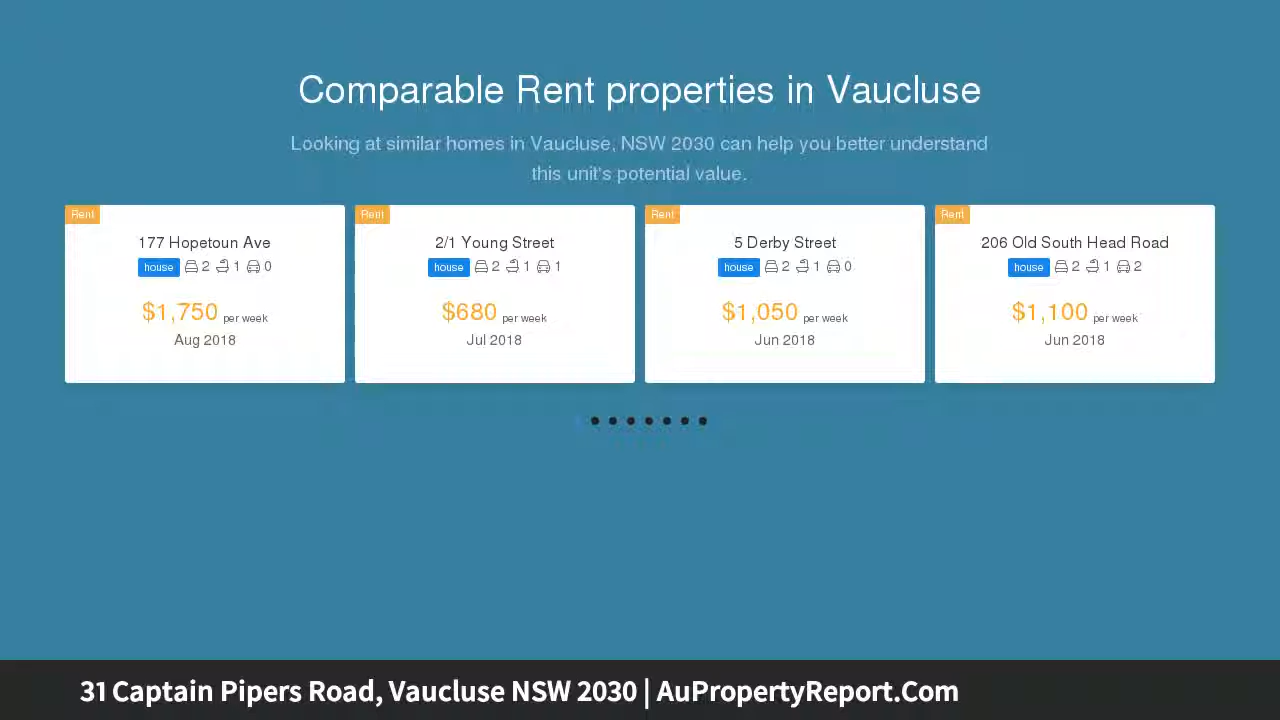 Comparable Rent properties in Vaucluse
Looking at similar homes in Vaucluse, NSW 2030 can help you better understand
this unit's potential value.
Rent
177 Hopetoun Ave
house 2 1 0
$1,750 per week
Aug 2018
Rent
2/1 Young Street
house 2 1 1
$680 per week
Jul 2018
Rent
5 Derby Street
house 2 1 0
$1,050 per week
Jun 2018
Rent
206 Old South Head Road
house 2 1 2
$1,100 per week
Jun 2018
31 Captain Pipers Road, Vaucluse NSW 2030 | AuPropertyReport.Com